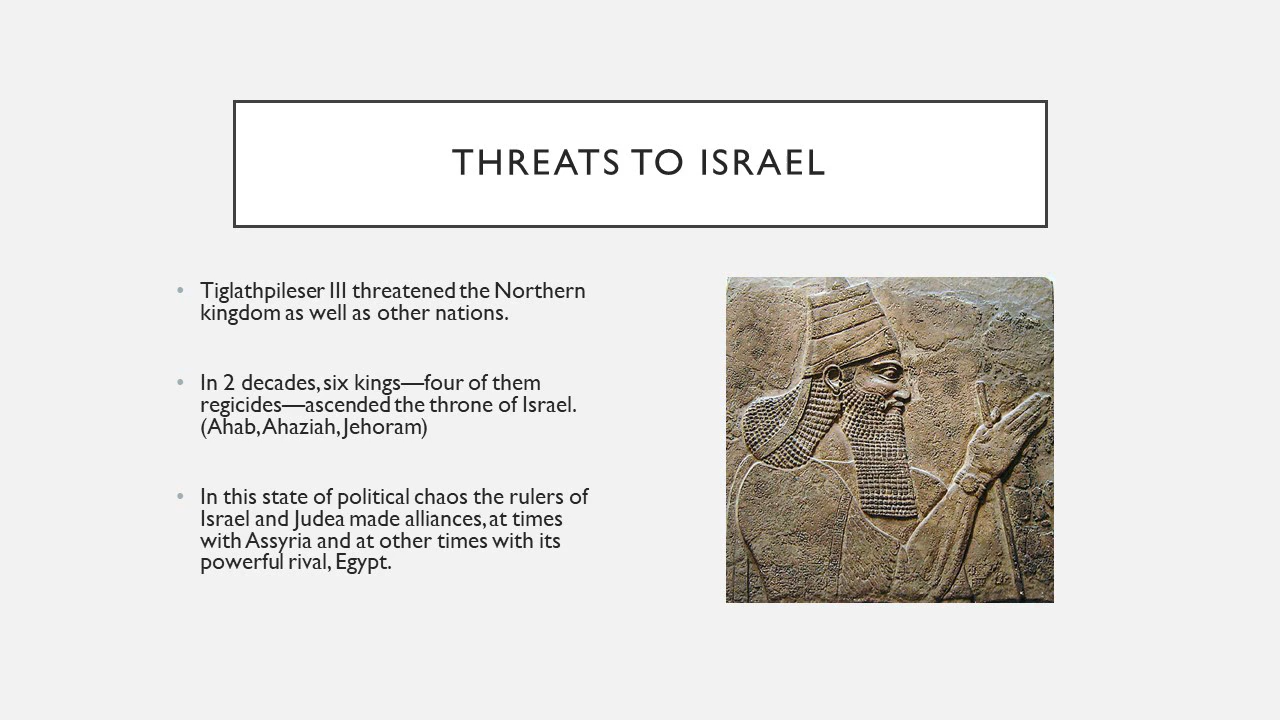 THREATS TO ISRAEL
• Tiglathpileser III threatened the Northern
kingdom as well as other nations.
• In 2 decades, six kings—four of them
regicides—ascended the throne of Israel.
(Ahab, Ahaziah, Jehoram)
• In this state of political chaos the rulers of
Israel and Judea made alliances, at times
with Assyria and at other times with its
powerful rival, Egypt.